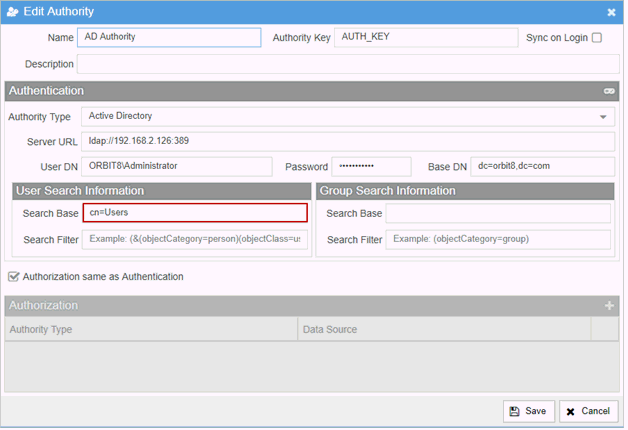 Edit Authority
Name AD Authority Authority Key AUTH_KEY Sync on Login
Description
Authentication
Authority Type Active Directory
Server URL ldap://192.168.2.126:389
User DN ORBIT8\Administrator Password ••••••••••• Base DN dc=orbit8,dc=com
User Search Information Group Search Information
Search Base cn=Users Search Base
Search Filter Example: (&(objectCategory=person)(objectClass=us Search Filter Example: (objectCategory=group)
Authorization same as Authentication
Authorization
Authority Type Data Source
Save Cancel